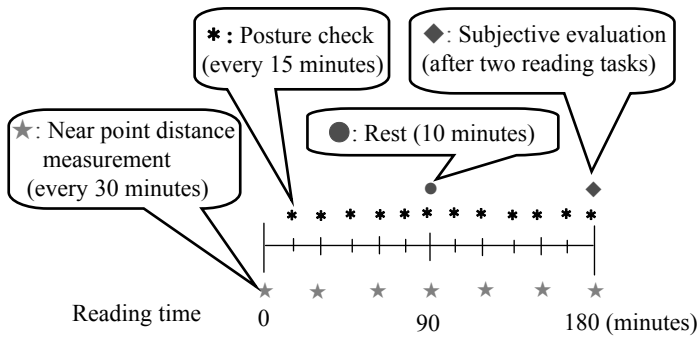 ✱: Posture check
(every 15 minutes)
◆: Subjective evaluation
(after two reading tasks)
★: Near point distance
measurement
(every 30 minutes)
●: Rest (10 minutes)
Reading time
0
90
180 (minutes)